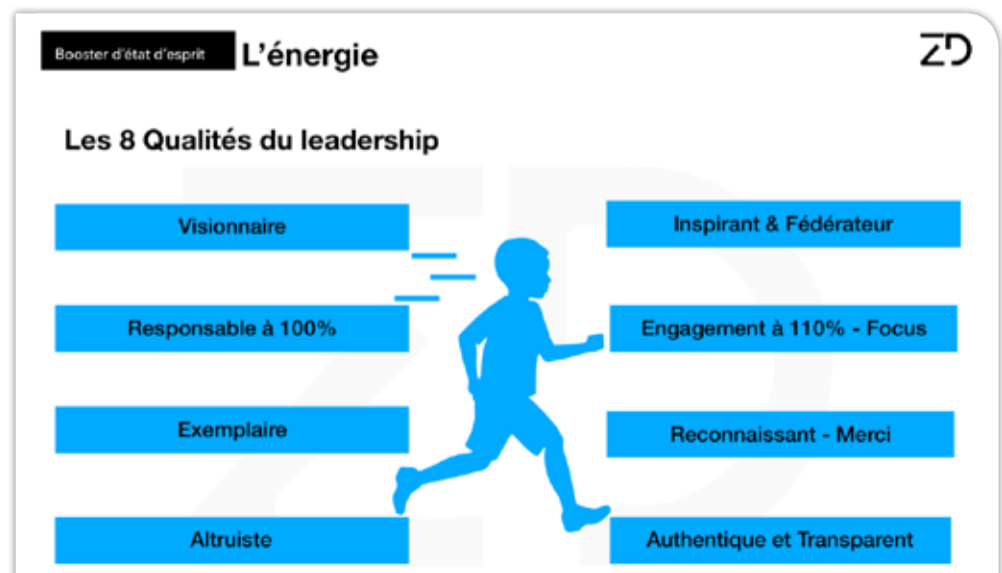 Booster d'état d'esprit
L'énergie
ZD
Les 8 Qualités du leadership
Visionnaire
Inspirant & Fédérateur
Responsable à 100%
Engagement à 110% - Focus
Exemplaire
Reconnaissant - Merci
Altruiste
Authentique et Transparent